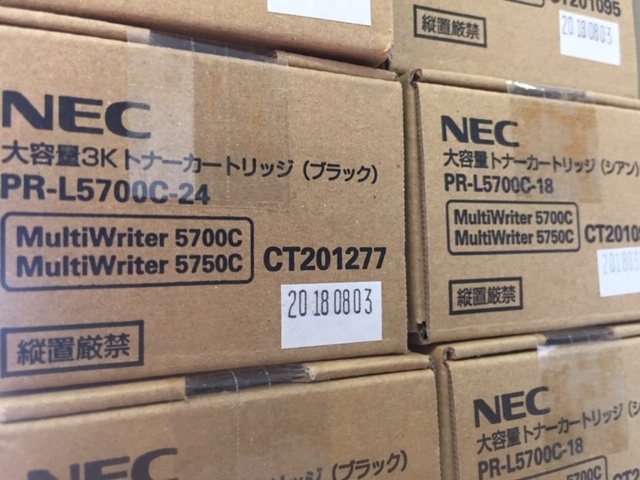 CT201095
縦置厳禁
20180803
NEC
大容量3Kトナーカートリッジ（ブラック）
PR-L5700C-24
MultiWriter 5700C
MultiWriter 5750C
CT201277
20180803
縦置厳禁
NEC
大容量トナーカートリッジ（シアン）
PR-L5700C-18
MultiWriter 5700C
MultiWriter 5750C
縦置厳禁
NEC
（ブラック）
NEC
大容量トナーカートリッジ
PR-L5700C-18
MultiWriter 5700C